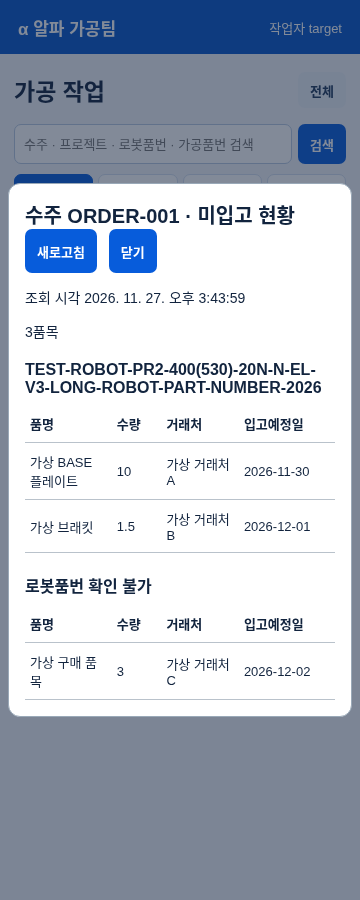 α 알파 가공팀
작업자 target
가공 작업
전체
수주 · 프로젝트 · 로봇품번 · 가공품번 검색
검색
수주 ORDER-001 · 미입고 현황
새로고침
닫기
조회 시각 2026. 11. 27. 오후 3:43:59
3품목
TEST-ROBOT-PR2-400(530)-20N-N-EL-
V3-LONG-ROBOT-PART-NUMBER-2026
품명 수량 거래처 입고예정일
가상 BASE 플레이트 10 가상 거래처 A 2026-11-30
가상 브래킷 1.5 가상 거래처 B 2026-12-01
로봇품번 확인 불가
품명 수량 거래처 입고예정일
가상 구매 품목 3 가상 거래처 C 2026-12-02